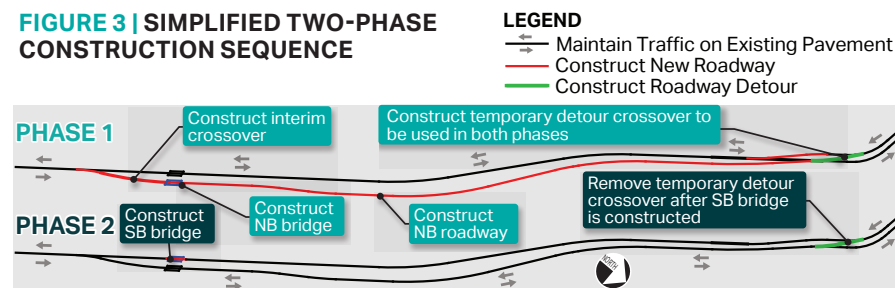 FIGURE 3 | SIMPLIFIED TWO-PHASE
CONSTRUCTION SEQUENCE
LEGEND
Maintain Traffic on Existing Pavement
Construct New Roadway
Construct Roadway Detour
PHASE 1
Construct interim
crossover
Construct temporary detour crossover to
be used in both phases
Construct
NB bridge
Construct
NB roadway
PHASE 2
Construct
SB bridge
Remove temporary detour
crossover after SB bridge
is constructed
NORTH